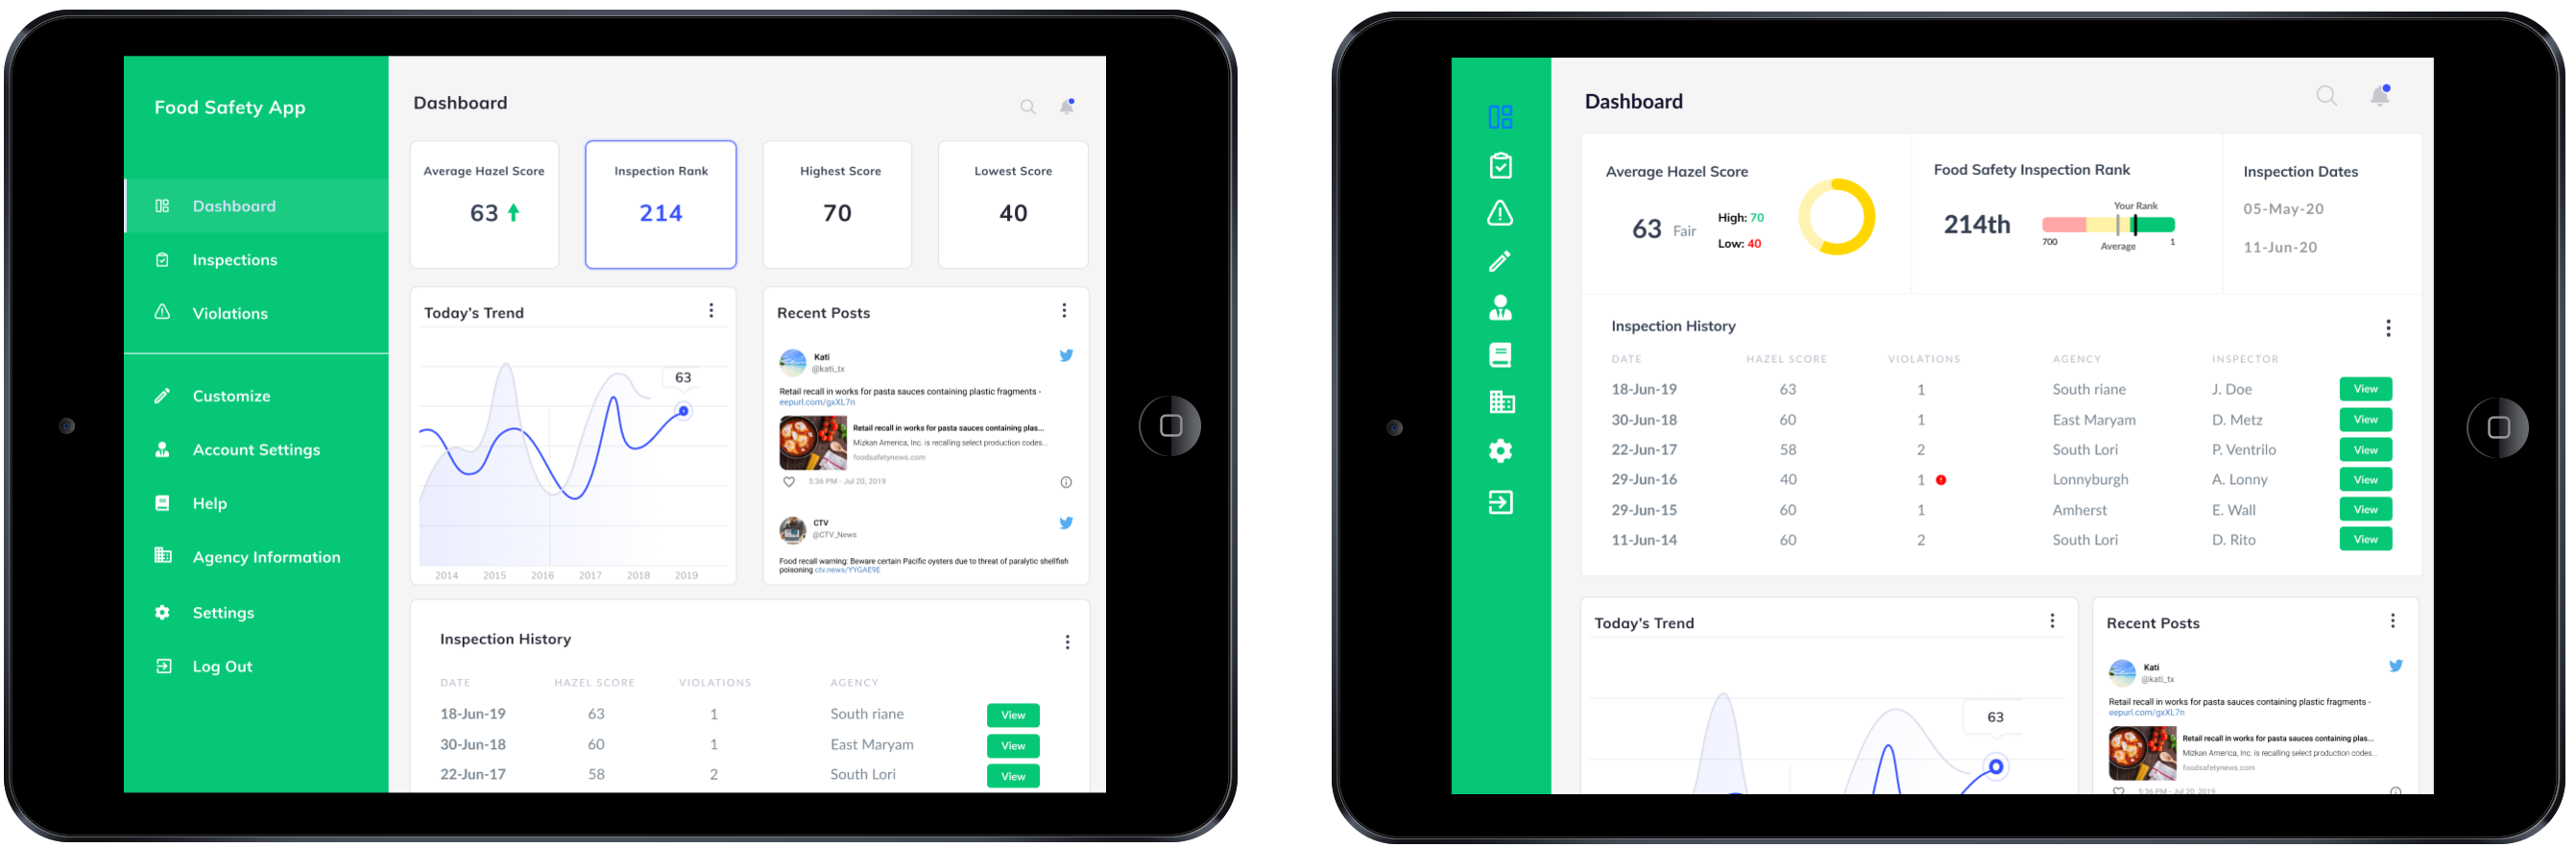 Food Safety App
Dashboard
Inspections
Violations
Customize
Account Settings
Help
Agency Information
Settings
Log Out
Dashboard
Average Hazel Score
63
Inspection Rank
214
Highest Score
70
Lowest Score
40
Today's Trend
63
2014 2015 2016 2017 2018 2019
Recent Posts
Kati
@kati_tx
Retail recall in works for pasta sauces containing plastic fragments -
eepurl.com/gxXL7n
Retail recall in works for pasta sauces containing plas...
Mizkan America, Inc. is recalling select production codes...
foodsafetynews.com
5:36 PM - Jul 20, 2019
CTV
@CTV_News
Food recall warning: Beware certain Pacific oysters due to threat of paralytic shellfish
poisoning ctv.news/YYGAE9E
Inspection History
DATE HAZEL SCORE VIOLATIONS AGENCY
18-Jun-19 63 1 South riane View
30-Jun-18 60 1 East Maryam View
22-Jun-17 58 2 South Lori View
Dashboard
Average Hazel Score
63 Fair
High: 70
Low: 40
Food Safety Inspection Rank
214th
Your Rank
700 1
Average
Inspection Dates
05-May-20
11-Jun-20
Inspection History
DATE HAZEL SCORE VIOLATIONS AGENCY INSPECTOR
18-Jun-19 63 1 South riane J. Doe View
30-Jun-18 60 1 East Maryam D. Metz View
22-Jun-17 58 2 South Lori P. Ventrilo View
29-Jun-16 40 1 Lonnyburgh A. Lonny View
29-Jun-15 60 1 Amherst E. Wall View
11-Jun-14 60 2 South Lori D. Rito View
Today's Trend
63
Recent Posts
Kati
@kati_tx
Retail recall in works for pasta sauces containing plastic fragments -
eepurl.com/gxXL7n
Retail recall in works for pasta sauces containing plas...
Mizkan America, Inc. is recalling select production codes...
foodsafetynews.com
5:36 PM - Jul 20, 2019